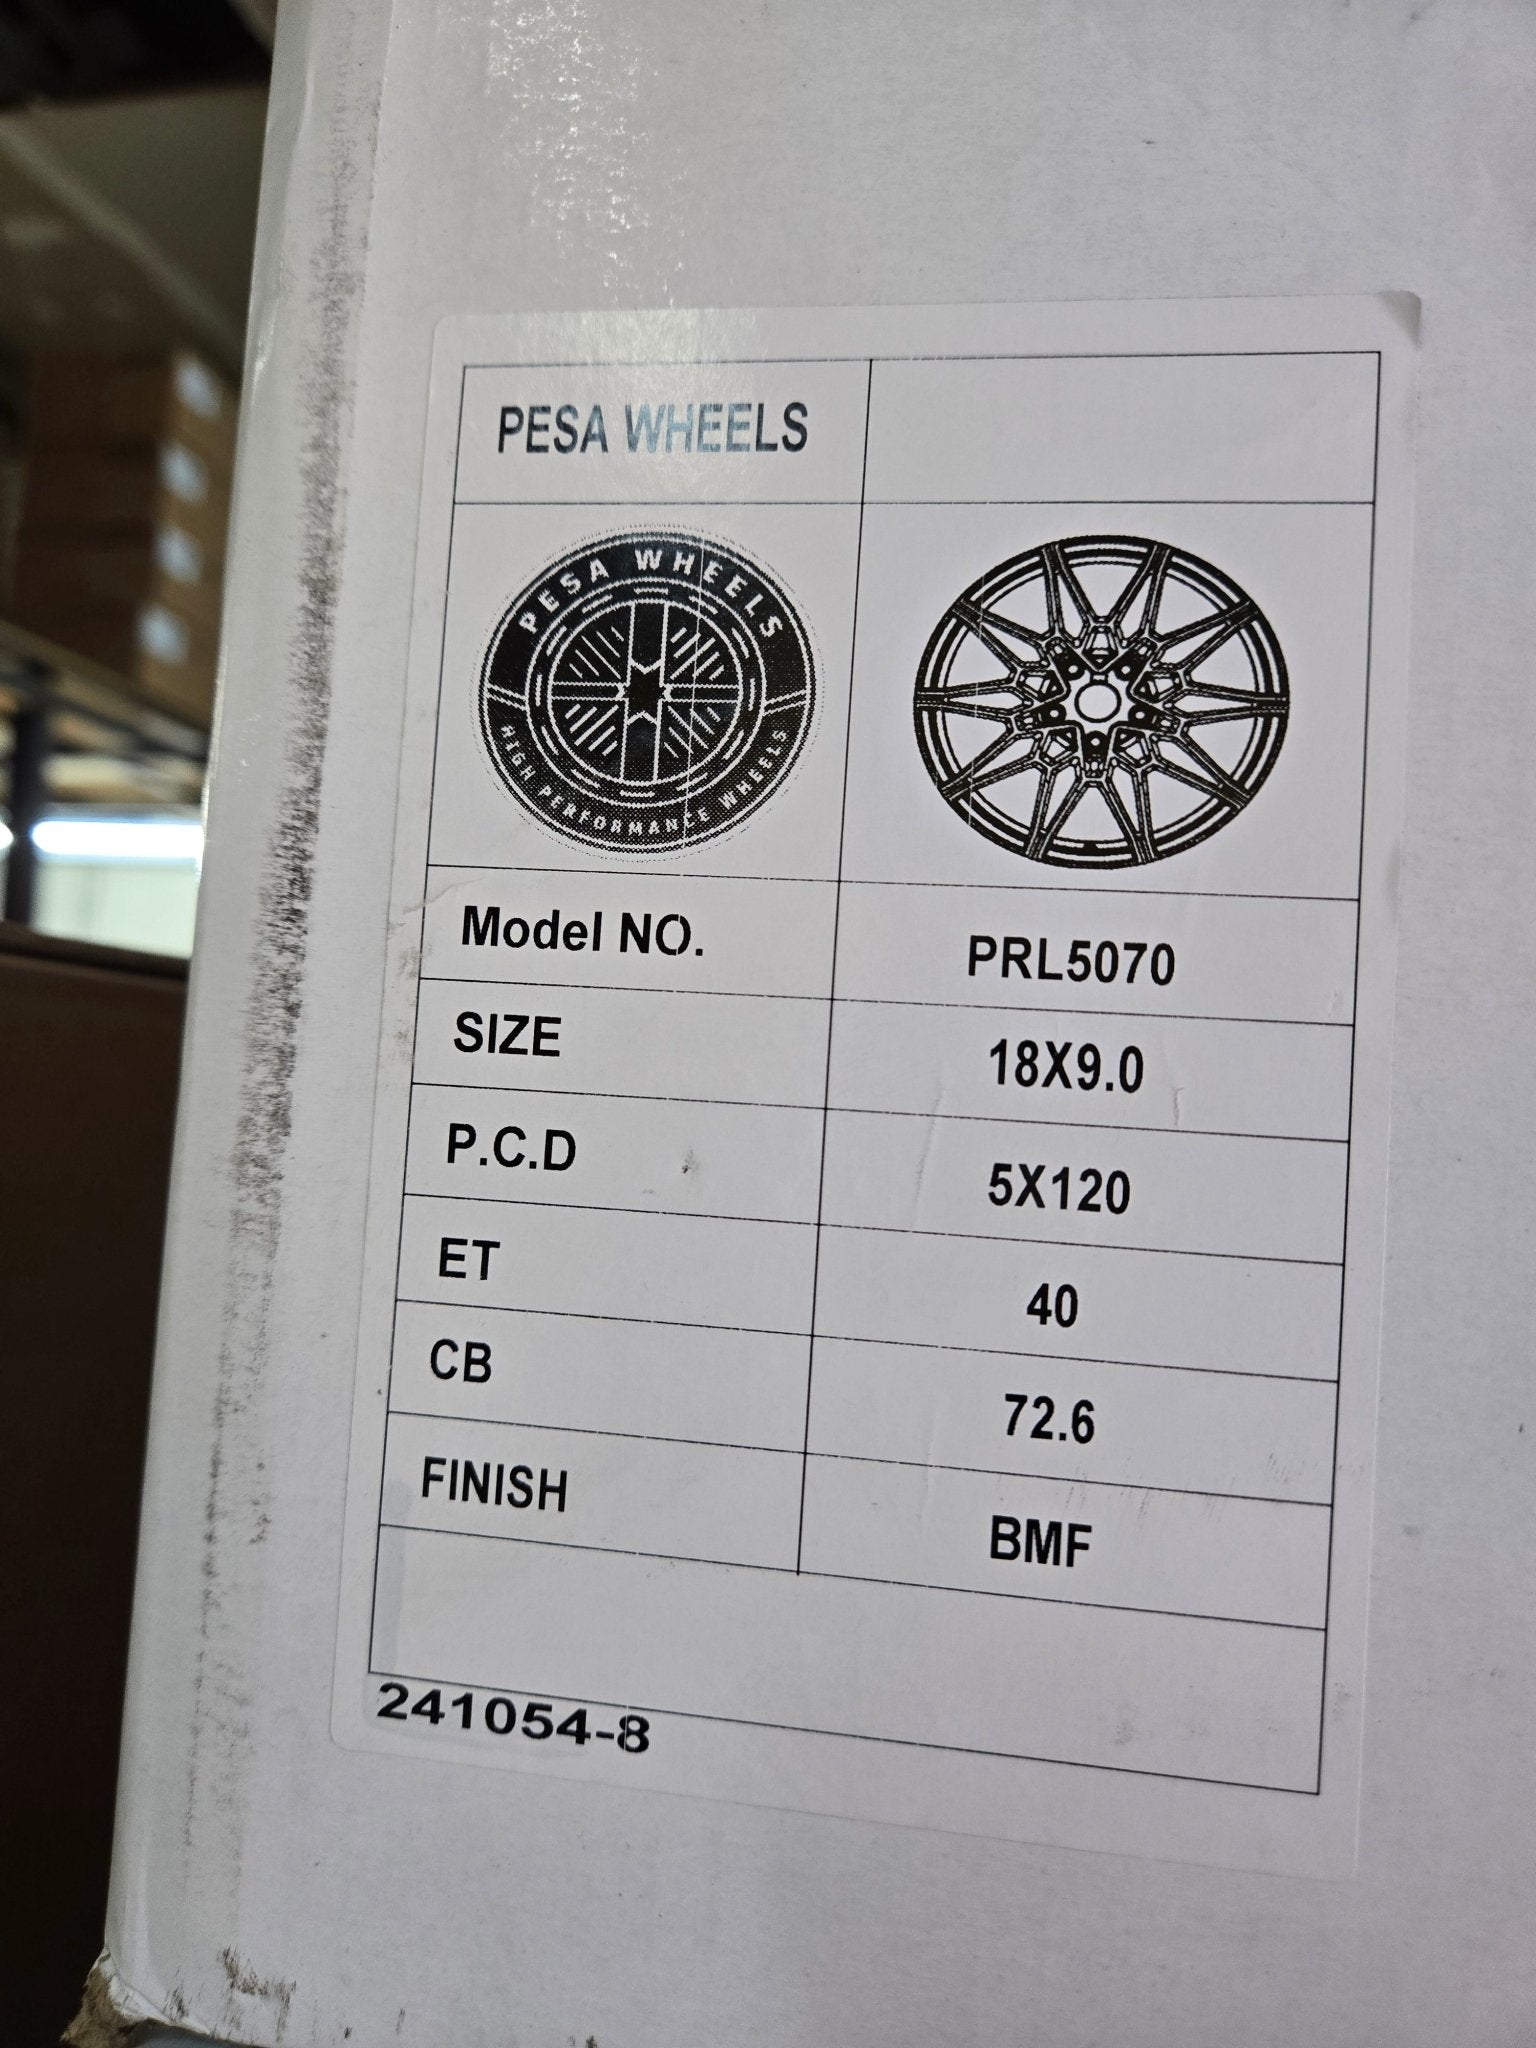 PESA WHEELS
PESA WHEELS
HIGH PERFORMANCE WHEELS
Model NO. PRL5070
SIZE 18X9.0
P.C.D 5X120
ET 40
CB 72.6
FINISH BMF
241054-8